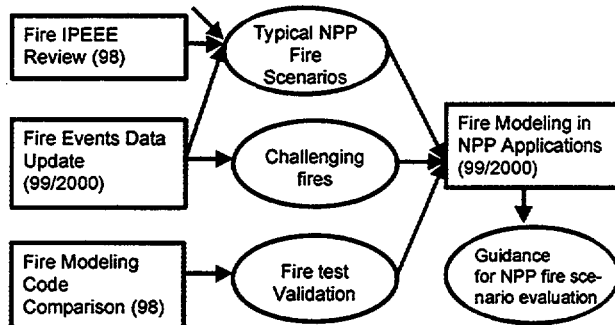 Fire IPEEE
Review (98)
Typical NPP
Fire
Scenarios
Fire Events Data
Update
(99/2000)
Challenging
fires
Fire Modeling in
NPP Applications
(99/2000)
Fire Modeling
Code
Comparison (98)
Fire test
Validation
Guidance
for NPP fire sce-
nario evaluation